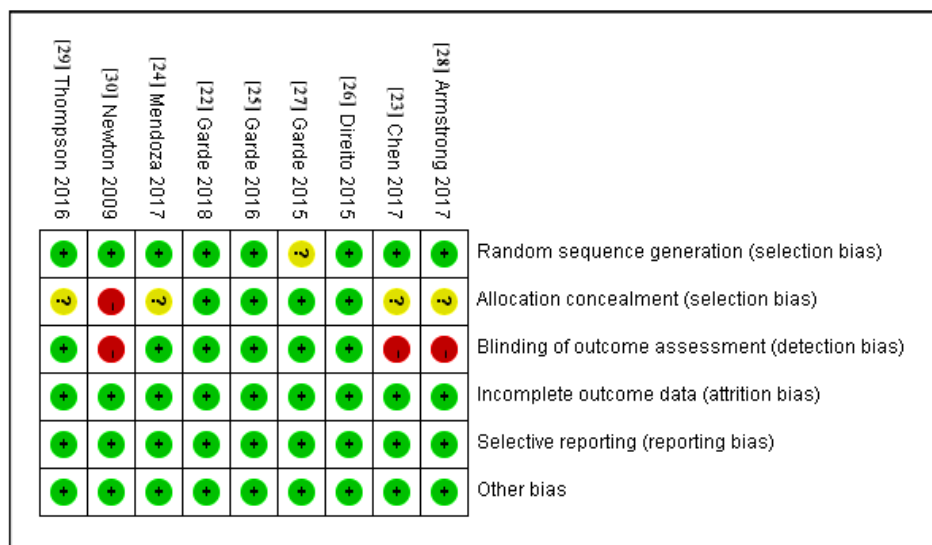 [29] Thompson 2016
[30] Newton 2009
[24] Mendoza 2017
[22] Garde 2018
[25] Garde 2016
[27] Garde 2015
[26] Direito 2015
[23] Chen 2017
[28] Armstrong 2017
+ + + + + ? + + + Random sequence generation (selection bias)
? - ? + + + + ? ? Allocation concealment (selection bias)
+ - + + + + + - - Blinding of outcome assessment (detection bias)
+ + + + + + + + + Incomplete outcome data (attrition bias)
+ + + + + + + + + Selective reporting (reporting bias)
+ + + + + + + + + Other bias